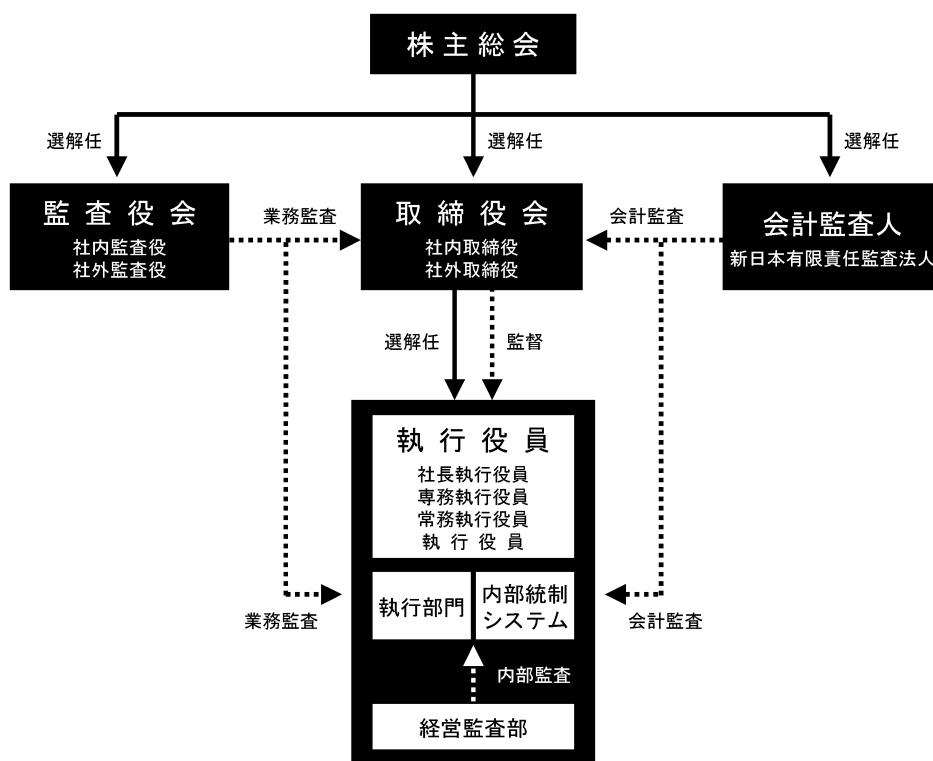 株主総会
選解任
選解任
選解任
監査役会
社内監査役
社外監査役
業務監査
取締役会
社内取締役
社外取締役
会計監査
会計監査人
新日本有限責任監査法人
選解任
監督
執行役員
社長執行役員
専務執行役員
常務執行役員
執行役員
執行部門
内部統制
システム
業務監査
会計監査
内部監査
経営監査部